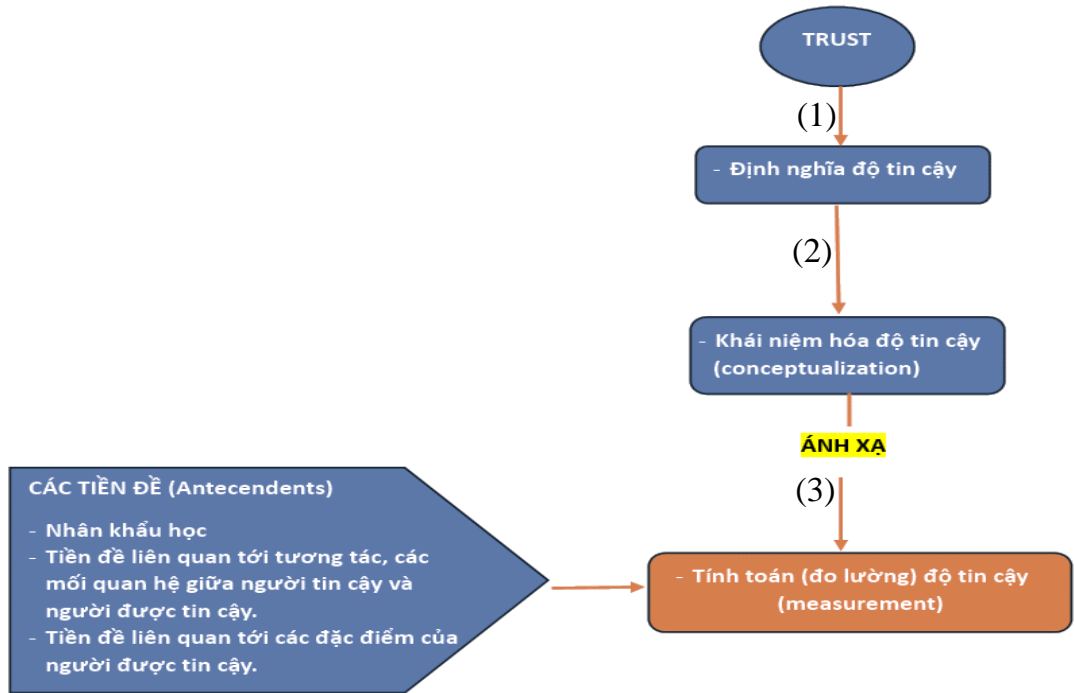 TRUST
(1)
- Định nghĩa độ tin cậy
(2)
- Khái niệm hóa độ tin cậy
(conceptualization)
ÁNH XẠ
(3)
CÁC TIỀN ĐỀ (Antecendents)
- Nhân khẩu học
- Tiền đề liên quan tới tương tác, các
mối quan hệ giữa người tin cậy và
người được tin cậy.
- Tiền đề liên quan tới các đặc điểm của
người được tin cậy.
- Tính toán (đo lường) độ tin cậy
(measurement)